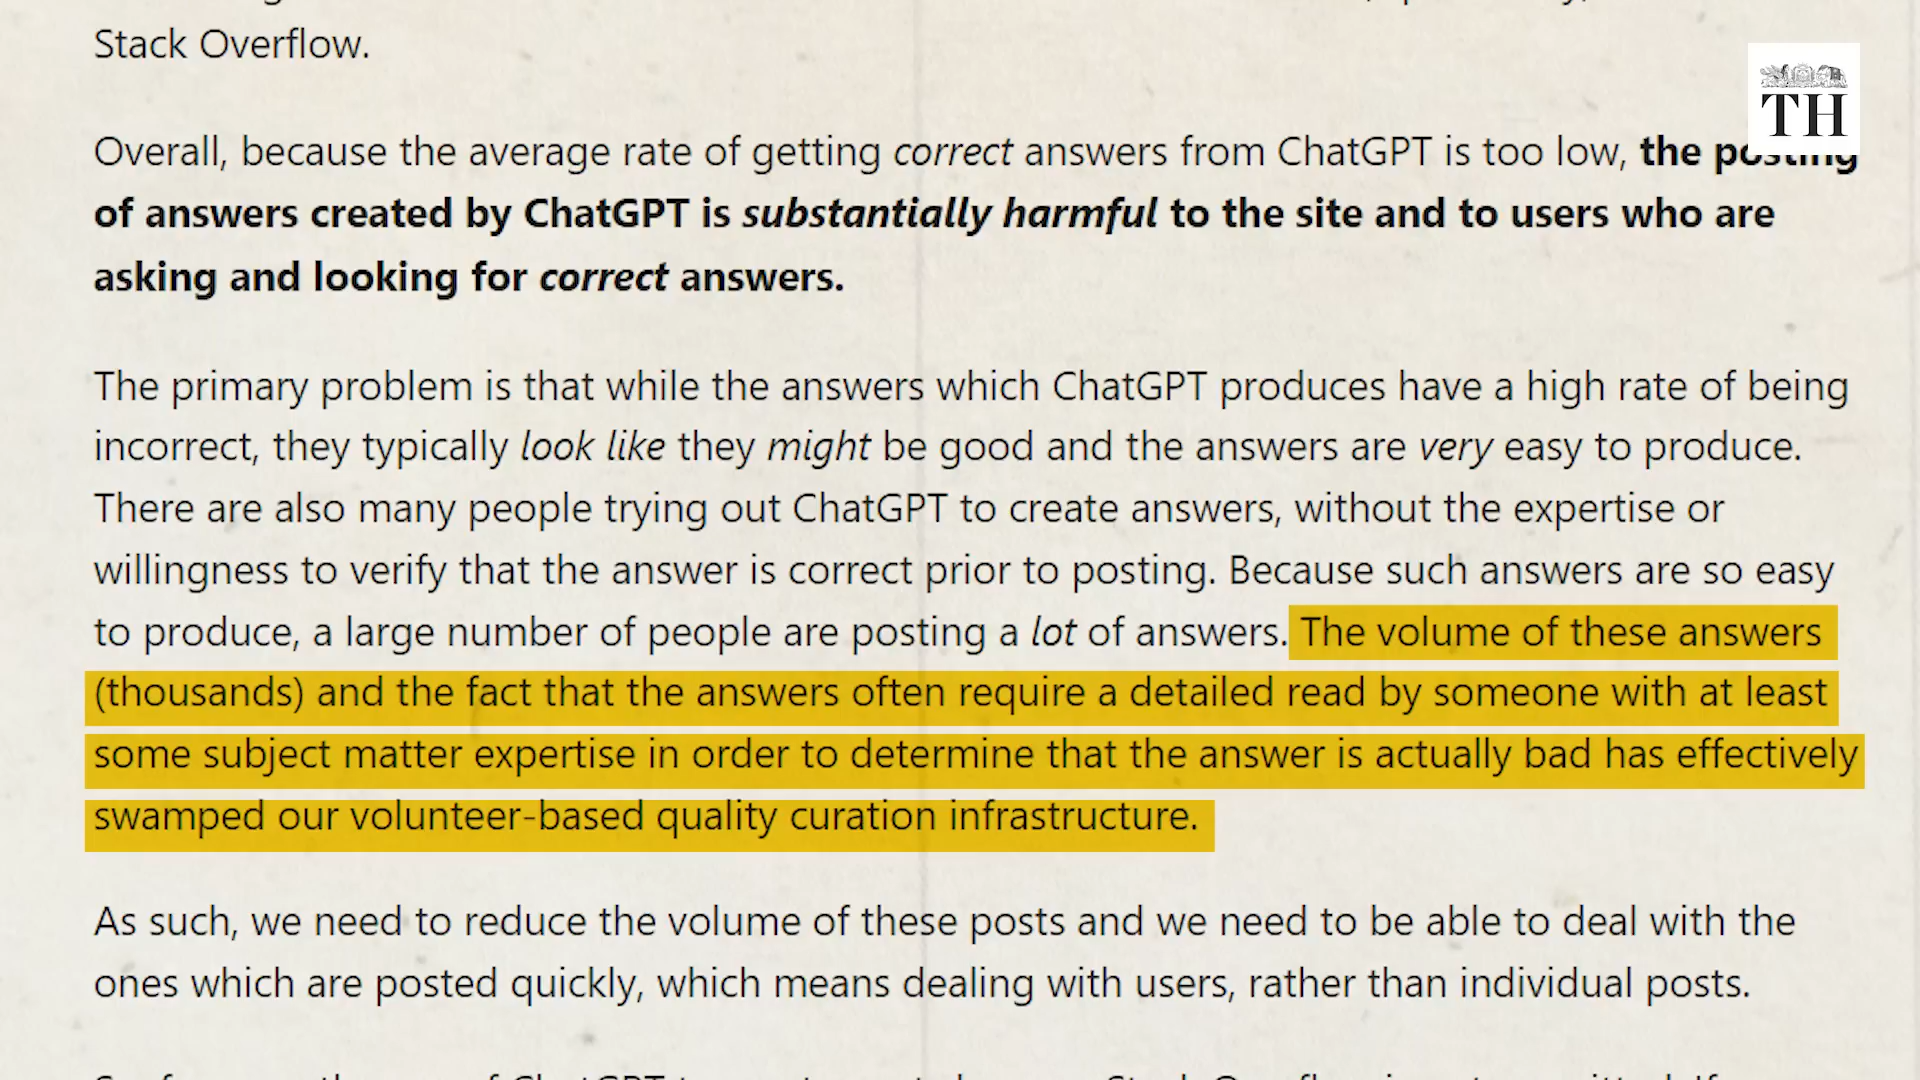 Stack Overflow.
TH
Overall, because the average rate of getting correct answers from ChatGPT is too low, the posting
of answers created by ChatGPT is substantially harmful to the site and to users who are
asking and looking for correct answers.
The primary problem is that while the answers which ChatGPT produces have a high rate of being
incorrect, they typically look like they might be good and the answers are very easy to produce.
There are also many people trying out ChatGPT to create answers, without the expertise or
willingness to verify that the answer is correct prior to posting. Because such answers are so easy
to produce, a large number of people are posting a lot of answers. The volume of these answers
(thousands) and the fact that the answers often require a detailed read by someone with at least
some subject matter expertise in order to determine that the answer is actually bad has effectively
swamped our volunteer-based quality curation infrastructure.
As such, we need to reduce the volume of these posts and we need to be able to deal with the
ones which are posted quickly, which means dealing with users, rather than individual posts.